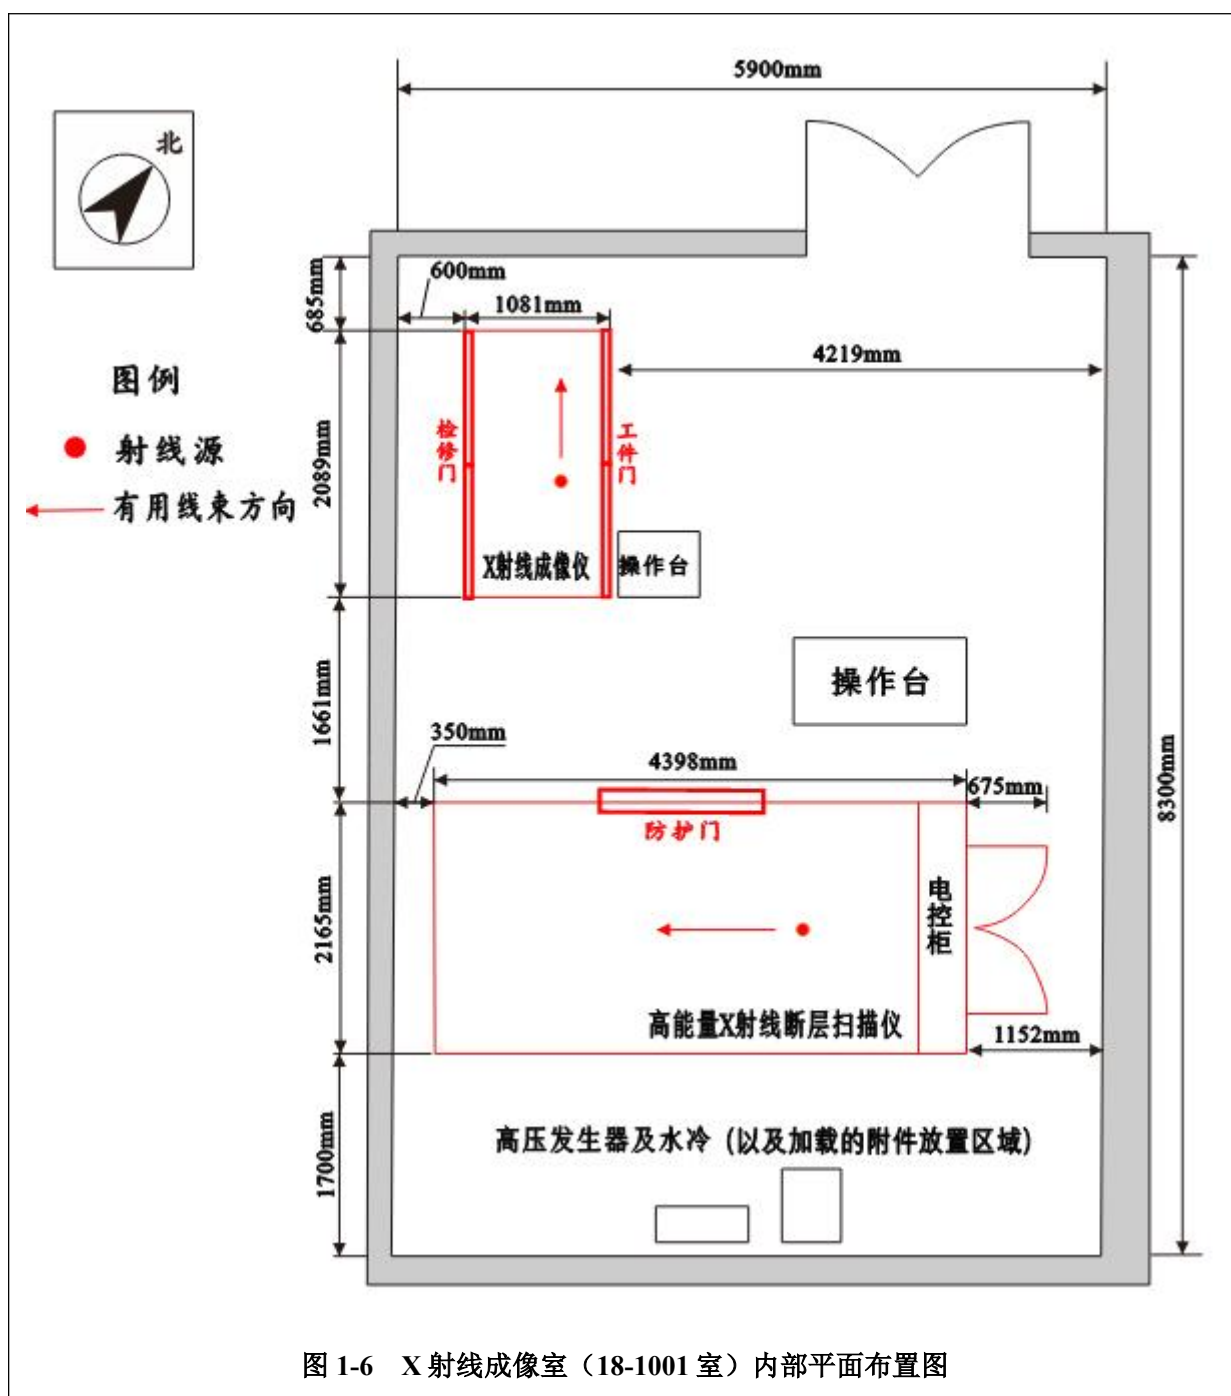 5900mm
北
600mm
685mm
1081mm
4219mm
图例
射线源
有用线束方向
2089mm
检修门
工件门
X射线成像仪
操作台
操作台
1661mm
350mm
4398mm
675mm
8300mm
防护门
电控柜
2165mm
高能量X射线断层扫描仪
1152mm
1700mm
高压发生器及水冷（以及加载的附件放置区域）
图 1-6 X 射线成像室（18-1001 室）内部平面布置图